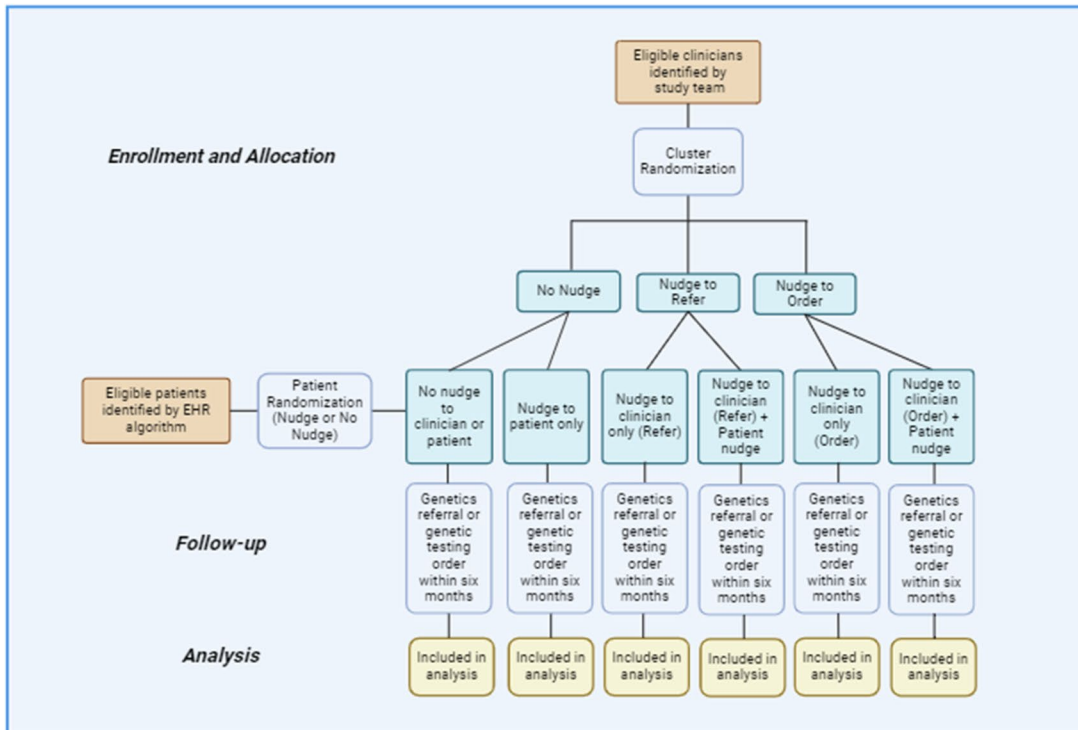 Eligible clinicians
identified by
study team
Enrollment and Allocation
Cluster
Randomization
No Nudge
Nudge to
Refer
Nudge to
Order
Eligible patients
identified by EHR
algorithm
Patient
Randomization
(Nudge or No
Nudge)
No nudge
to
clinician or
patient
Nudge to
patient only
Nudge to
clinician
only (Refer)
Nudge to
clinician
(Refer) +
Patient
nudge
Nudge to
clinician
only
(Order)
Nudge to
clinician
(Order) +
Patient
nudge
Follow-up
Genetics
referral or
genetic
testing
order
within six
months
Genetics
referral or
genetic
testing
order
within six
months
Genetics
referral or
genetic
testing
order
within six
months
Genetics
referral or
genetic
testing
order
within six
months
Genetics
referral or
genetic
testing
order
within six
months
Genetics
referral or
genetic
testing
order
within six
months
Analysis
Included in
analysis
Included in
analysis
Included in
analysis
Included in
analysis
Included in
analysis
Included in
analysis